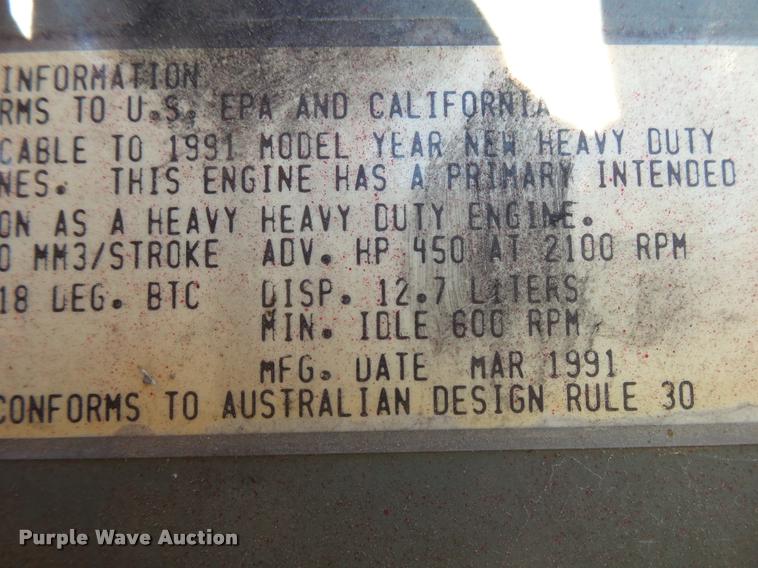 INFORMATION
RMS TO U.S. EPA AND CALIFORNIA
CABLE TO 1991 MODEL YEAR NEW HEAVY DUTY
NES. THIS ENGINE HAS A PRIMARY INTENDED
ON AS A HEAVY HEAVY DUTY ENGINE.
0 MM3/STROKE ADV. HP 450 AT 2100 RPM
18 DEG. BTC DISP. 12.7 LITERS
MIN. IDLE 600 RPM
MFG. DATE MAR 1991
CONFORMS TO AUSTRALIAN DESIGN RULE 30
Purple Wave Auction